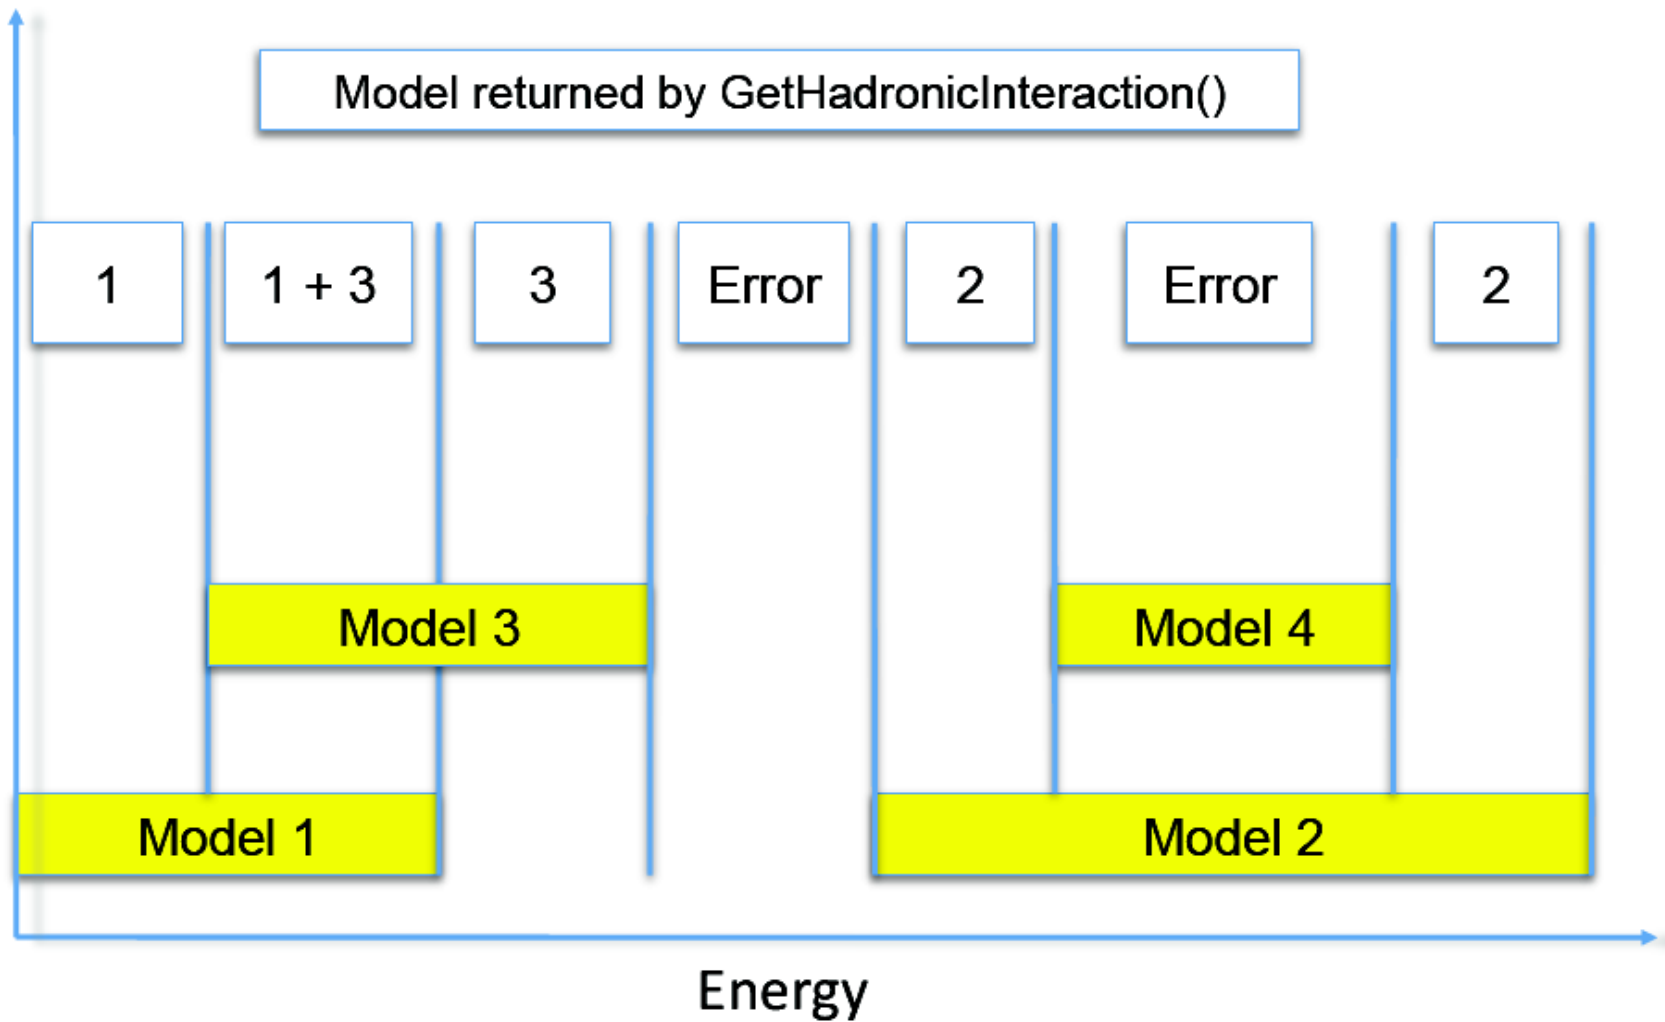 Model returned by GetHadronicInteraction()
1
1 + 3
3
Error
2
Error
2
Model 3
Model 4
Model 1
Model 2
Energy